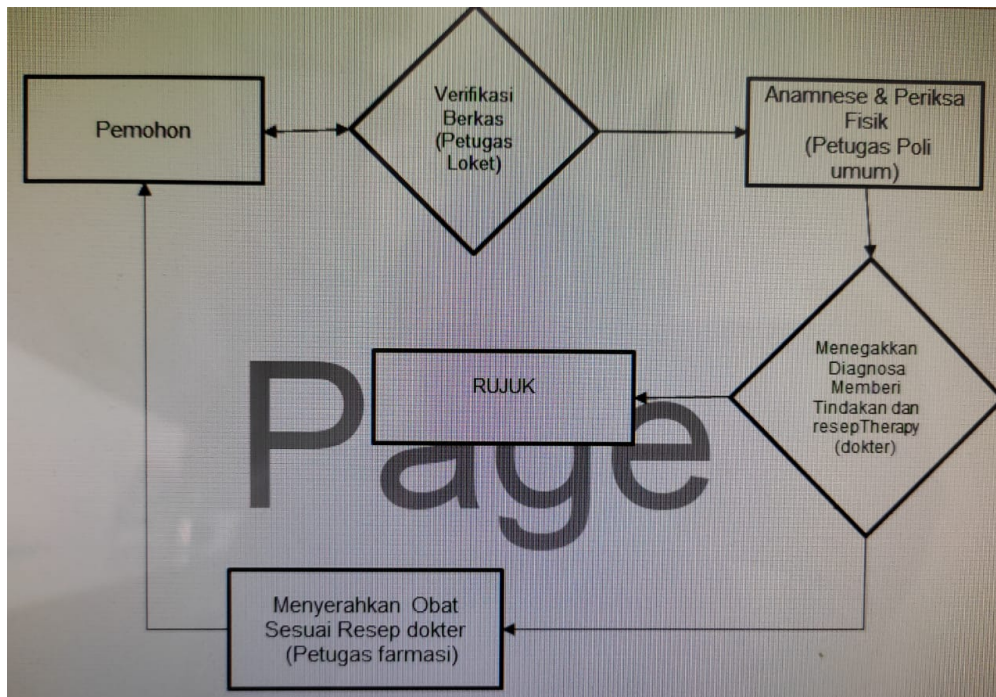 Pemohon
Verifikasi
Berkas
(Petugas
Loket)
Anamnese & Periksa
Fisik
(Petugas Poli
umum)
Menegakkan
Diagnosa
Memberi
Tindakan dan
resepTherapy
(dokter)
RUJUK
Page
Menyerahkan Obat
Sesuai Resep dokter
(Petugas farmasi)